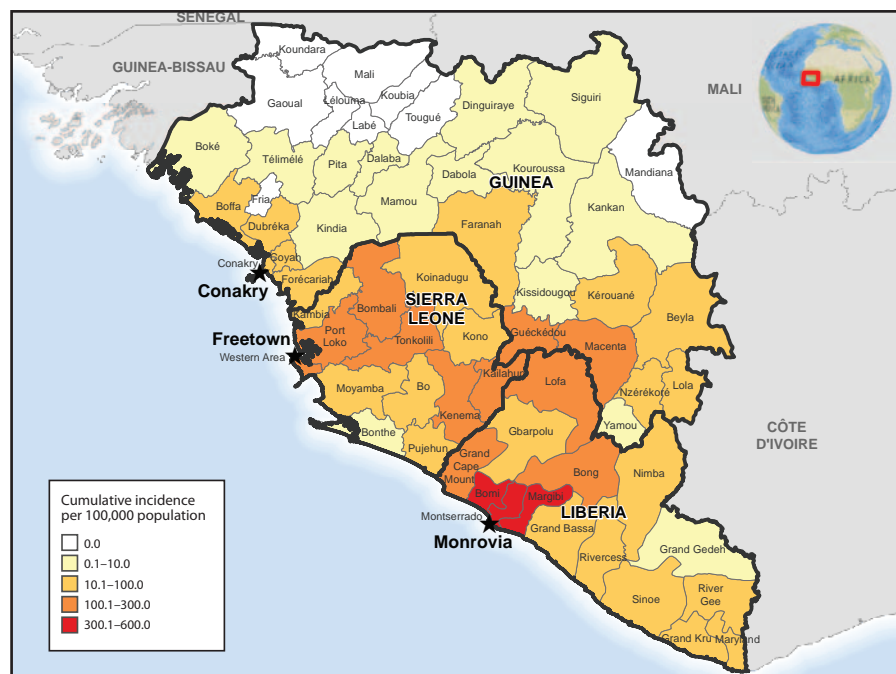 SENEGAL
GUINEA-BISSAU
MALI
CÔTE
D'IVOIRE
AFRICA
Koundara
Mali
Gaoual
Lélouma
Koubia
Labé
Tougué
Dinguiraye
Siguiri
Mandiana
Boké
Télimélé
Pita
Dalaba
Dabola
Kouroussa
GUINEA
Fria
Boffa
Mamou
Kankan
Dubréka
Kindia
Faranah
Coyah
Conakry
Conakry
Forécariah
Koinadugu
Kissidougou
Kérouané
Beyla
Kambia
Bombali
SIERRA
LEONE
Port
Loko
Tonkolili
Kono
Guéckédou
Macenta
Freetown
Western Area
Kailahun
Lofa
Nzérékoré
Lola
Moyamba
Bo
Kenema
Gbarpolu
Yamou
Bonthe
Pujehun
Grand
Cape
Mount
Bong
Nimba
Bomi
Margibi
Montserrado
LIBERIA
Monrovia
Grand Bassa
Rivercess
Grand Gedeh
Sinoe
River
Gee
Grand Kru
Maryland
Cumulative incidence
per 100,000 population
0.0
0.1–10.0
10.1–100.0
100.1–300.0
300.1–600.0